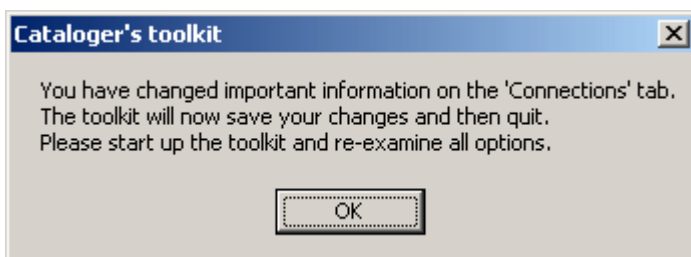 Cataloger's toolkit
You have changed important information on the 'Connections' tab.
The toolkit will now save your changes and then quit.
Please start up the toolkit and re-examine all options.
OK